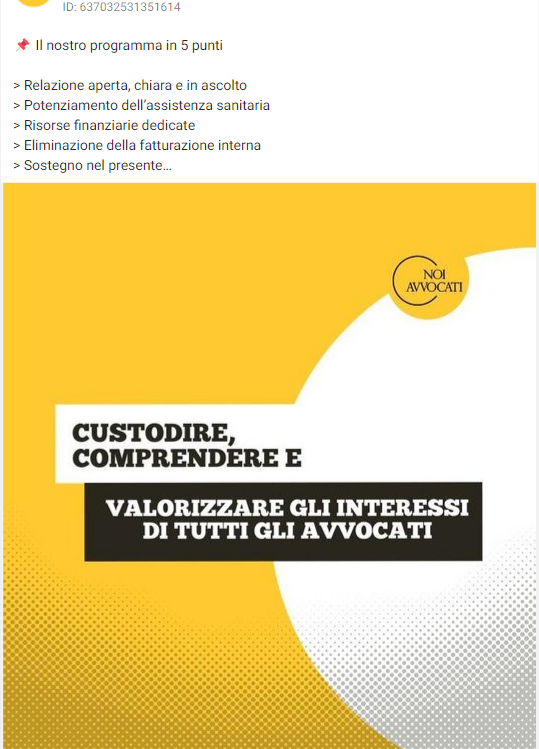 ID: 637032531351614
📌 Il nostro programma in 5 punti
> Relazione aperta, chiara e in ascolto
> Potenziamento dell'assistenza sanitaria
> Risorse finanziarie dedicate
> Eliminazione della fatturazione interna
> Sostegno nel presente...
NOI
AVVOCATI
CUSTODIRE,
COMPRENDERE E
VALORIZZARE GLI INTERESSI
DI TUTTI GLI AVVOCATI